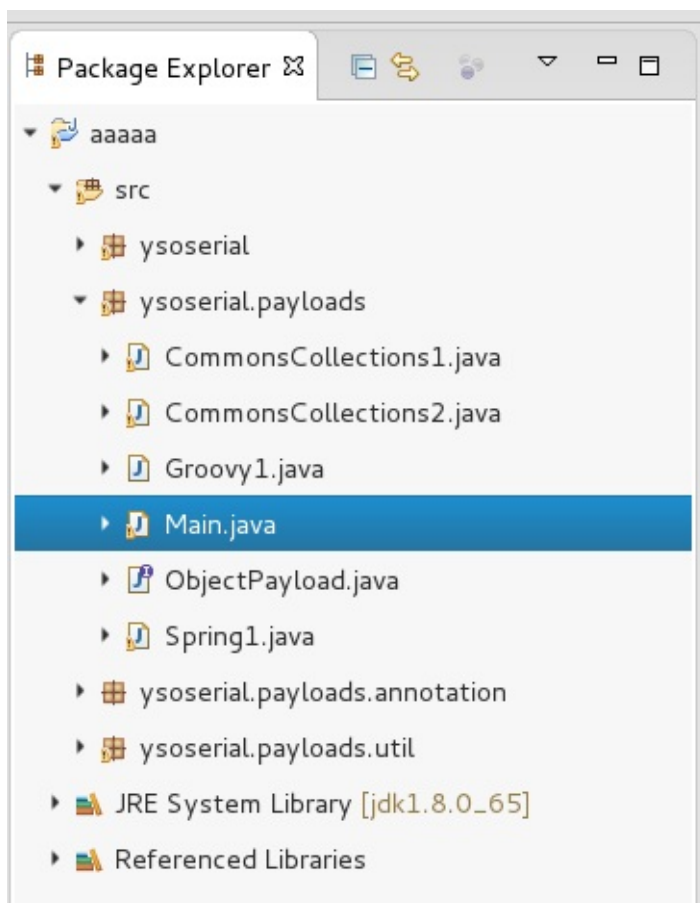 Package Explorer
aaaaa
src
ysoserial
ysoserial.payloads
CommonsCollections1.java
CommonsCollections2.java
Groovy1.java
Main.java
ObjectPayload.java
Spring1.java
ysoserial.payloads.annotation
ysoserial.payloads.util
JRE System Library [jdk1.8.0_65]
Referenced Libraries